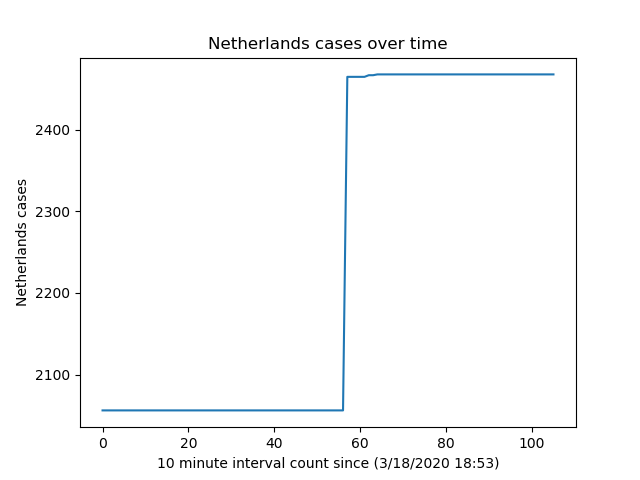 Netherlands cases over time
Netherlands cases
2400
2300
2200
2100
0 20 40 60 80 100
10 minute interval count since (3/18/2020 18:53)